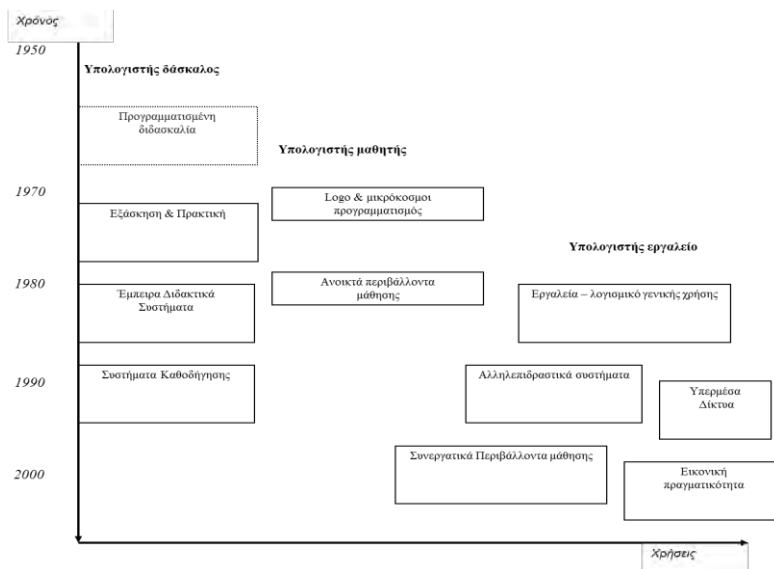 Χρόνος
1950
Υπολογιστής δάσκαλος
Προγραμματισμένη
διδασκαλία
Υπολογιστής μαθητής
1970
Logo & μικρόκοσμοι
προγραμματισμός
Εξάσκηση & Πρακτική
Υπολογιστής εργαλείο
1980
Ανοικτά περιβάλλοντα
μάθησης
Έμπειρα Διδακτικά
Συστήματα
Εργαλεία – λογισμικό γενικής χρήσης
1990
Συστήματα Καθοδήγησης
Αλληλεπιδραστικά συστήματα
Υπερμέσα
Δίκτυα
2000
Συνεργατικά Περιβάλλοντα μάθησης
Εικονική
πραγματικότητα
Χρήσεις